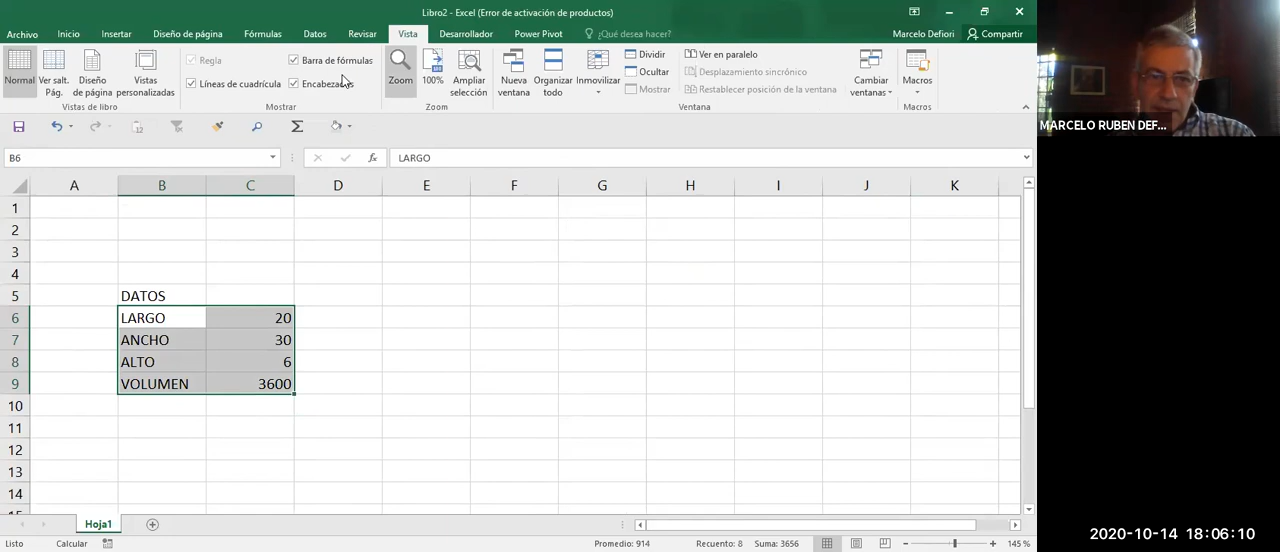 Libro2 - Excel (Error de activación de productos)
Archivo Inicio Insertar Diseño de página Fórmulas Datos Revisar Vista Desarrollador Power Pivot ¿Qué desea hacer? Marcelo Defiori Compartir
Normal Ver salt. Pág. Diseño de página Vistas personalizadas
Vistas de libro
Regla Barra de fórmulas
Líneas de cuadrícula Encabezados
Mostrar
Zoom 100% Ampliar selección
Zoom
Nueva ventana Organizar todo Inmovilizar
Dividir Ver en paralelo
Ocultar Desplazamiento sincrónico
Mostrar Restablecer posición de la ventana
Cambiar ventanas
Ventana
Macros
Macros
MARCELO RUBEN DEF...
B6 fx LARGO
A B C D E F G H I J K
1
2
3
4
5 DATOS
6 LARGO 20
7 ANCHO 30
8 ALTO 6
9 VOLUMEN 3600
10
11
12
13
14
Hoja1
Listo Calcular Promedio: 914 Recuento: 8 Suma: 3656 145 %
2020-10-14 18:06:10